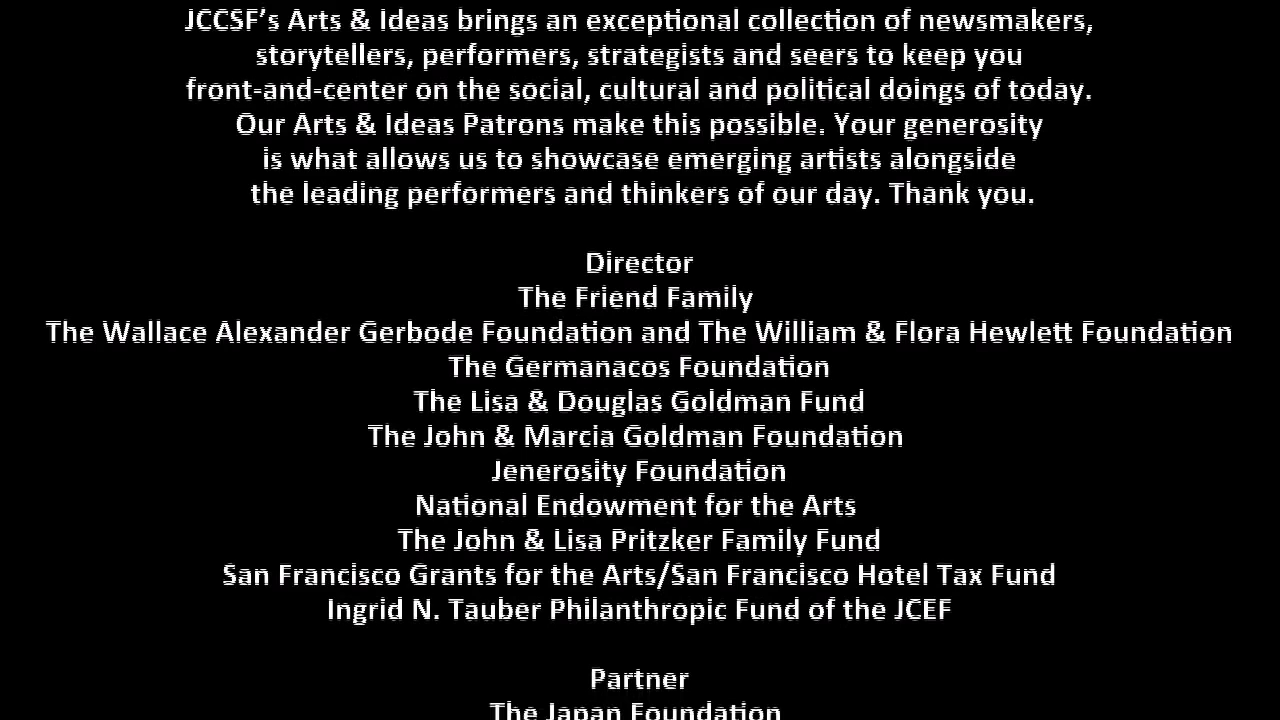 JCCSF’s Arts & Ideas brings an exceptional collection of newsmakers,
storytellers, performers, strategists and seers to keep you
front-and-center on the social, cultural and political doings of today.
Our Arts & Ideas Patrons make this possible. Your generosity
is what allows us to showcase emerging artists alongside
the leading performers and thinkers of our day. Thank you.
Director
The Friend Family
The Wallace Alexander Gerbode Foundation and The William & Flora Hewlett Foundation
The Germanacos Foundation
The Lisa & Douglas Goldman Fund
The John & Marcia Goldman Foundation
Jenerosity Foundation
National Endowment for the Arts
The John & Lisa Pritzker Family Fund
San Francisco Grants for the Arts/San Francisco Hotel Tax Fund
Ingrid N. Tauber Philanthropic Fund of the JCEF
Partner
The Japan Foundation